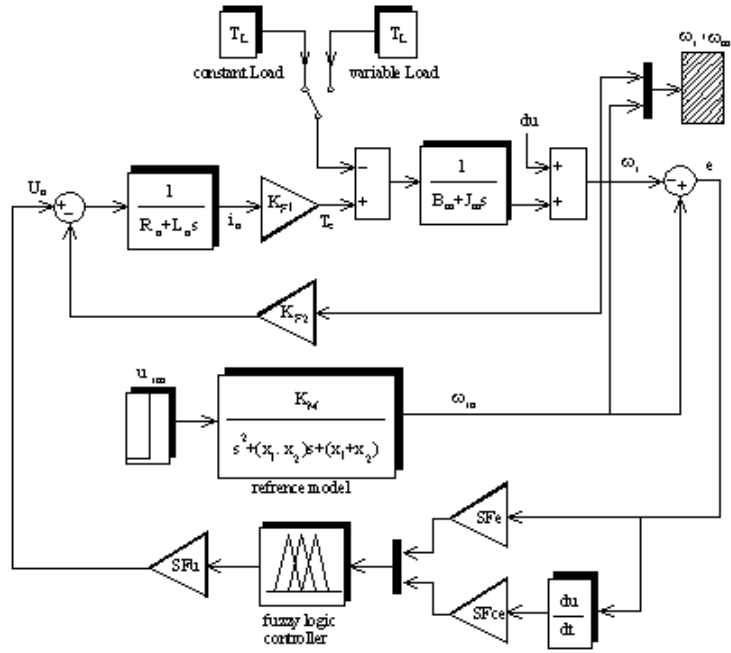 T_L
T_L
constant Load
variable Load
ω_r , ω_m
du
U_a
1
R_a+L_a s
i_a
K_F1
T_e
−
+
1
B_m+J_m s
+
+
ω_r
e
+
−
−
+
K_F2
u_rm
K_M
s^2+(x_1. x_2)s+(x_1+x_2)
ω_m
refrence model
SFe
SFu
SFce
du
dt
fuzzy logic
controller